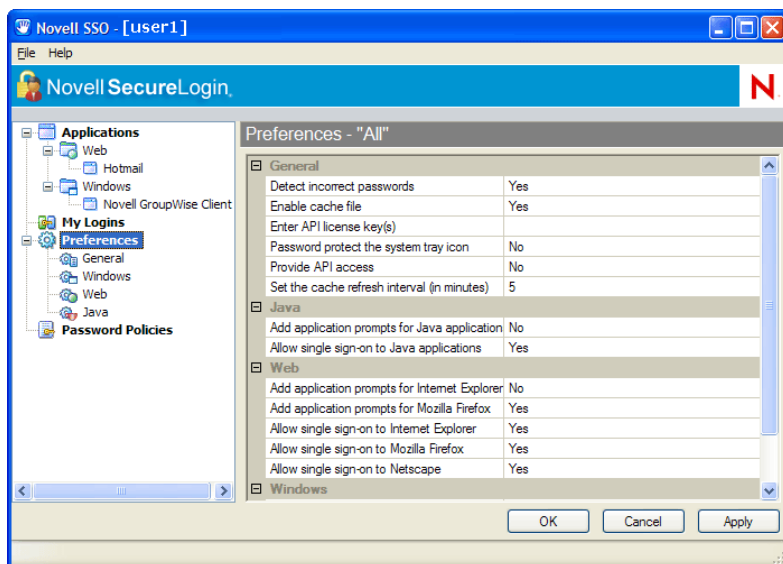 Novell SSO - [user1]
File Help
Novell SecureLogin
N
Applications
Web
Hotmail
Windows
Novell GroupWise Client
My Logins
Preferences
General
Windows
Web
Java
Password Policies
Preferences - "All"
General
Detect incorrect passwords Yes
Enable cache file Yes
Enter API license key(s)
Password protect the system tray icon No
Provide API access No
Set the cache refresh interval (in minutes) 5
Java
Add application prompts for Java application No
Allow single sign-on to Java applications Yes
Web
Add application prompts for Internet Explorer No
Add application prompts for Mozilla Firefox Yes
Allow single sign-on to Internet Explorer Yes
Allow single sign-on to Mozilla Firefox Yes
Allow single sign-on to Netscape Yes
Windows
OK Cancel Apply